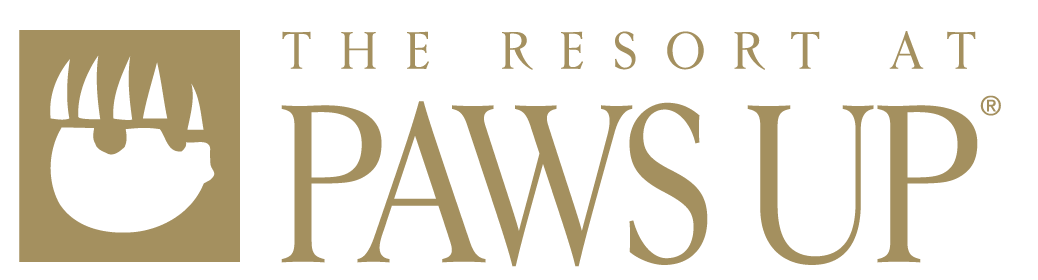 THE RESORT AT
PAWS UP®